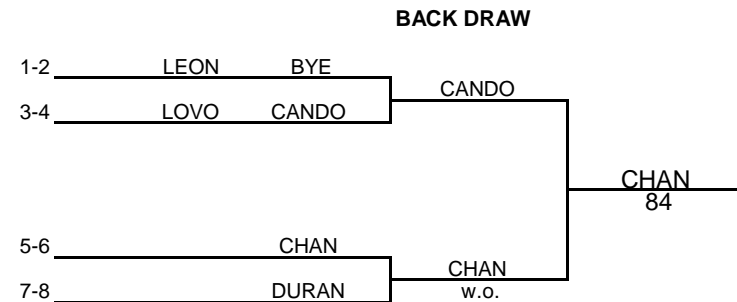 BACK DRAW
1-2 LEON BYE
CANDO
3-4 LOVO CANDO
CHAN
84
5-6 CHAN
CHAN
7-8 DURAN w.o.